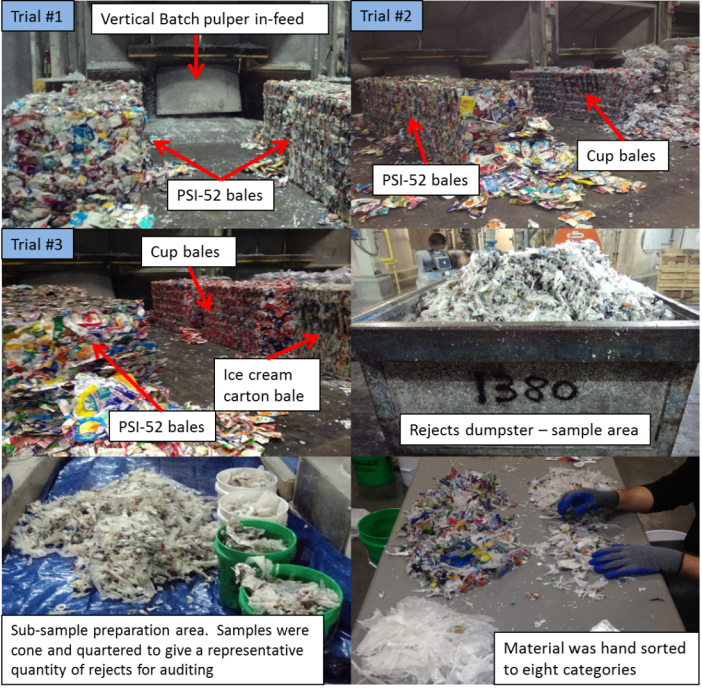 Trial #1
Vertical Batch pulper in-feed
PSI-52 bales
Trial #2
PSI-52 bales
Cup bales
Trial #3
Cup bales
Ice cream
carton bale
PSI-52 bales
1380
Rejects dumpster – sample area
Sub-sample preparation area.  Samples were
cone and quartered to give a representative
quantity of rejects for auditing
Material was hand sorted
to eight categories